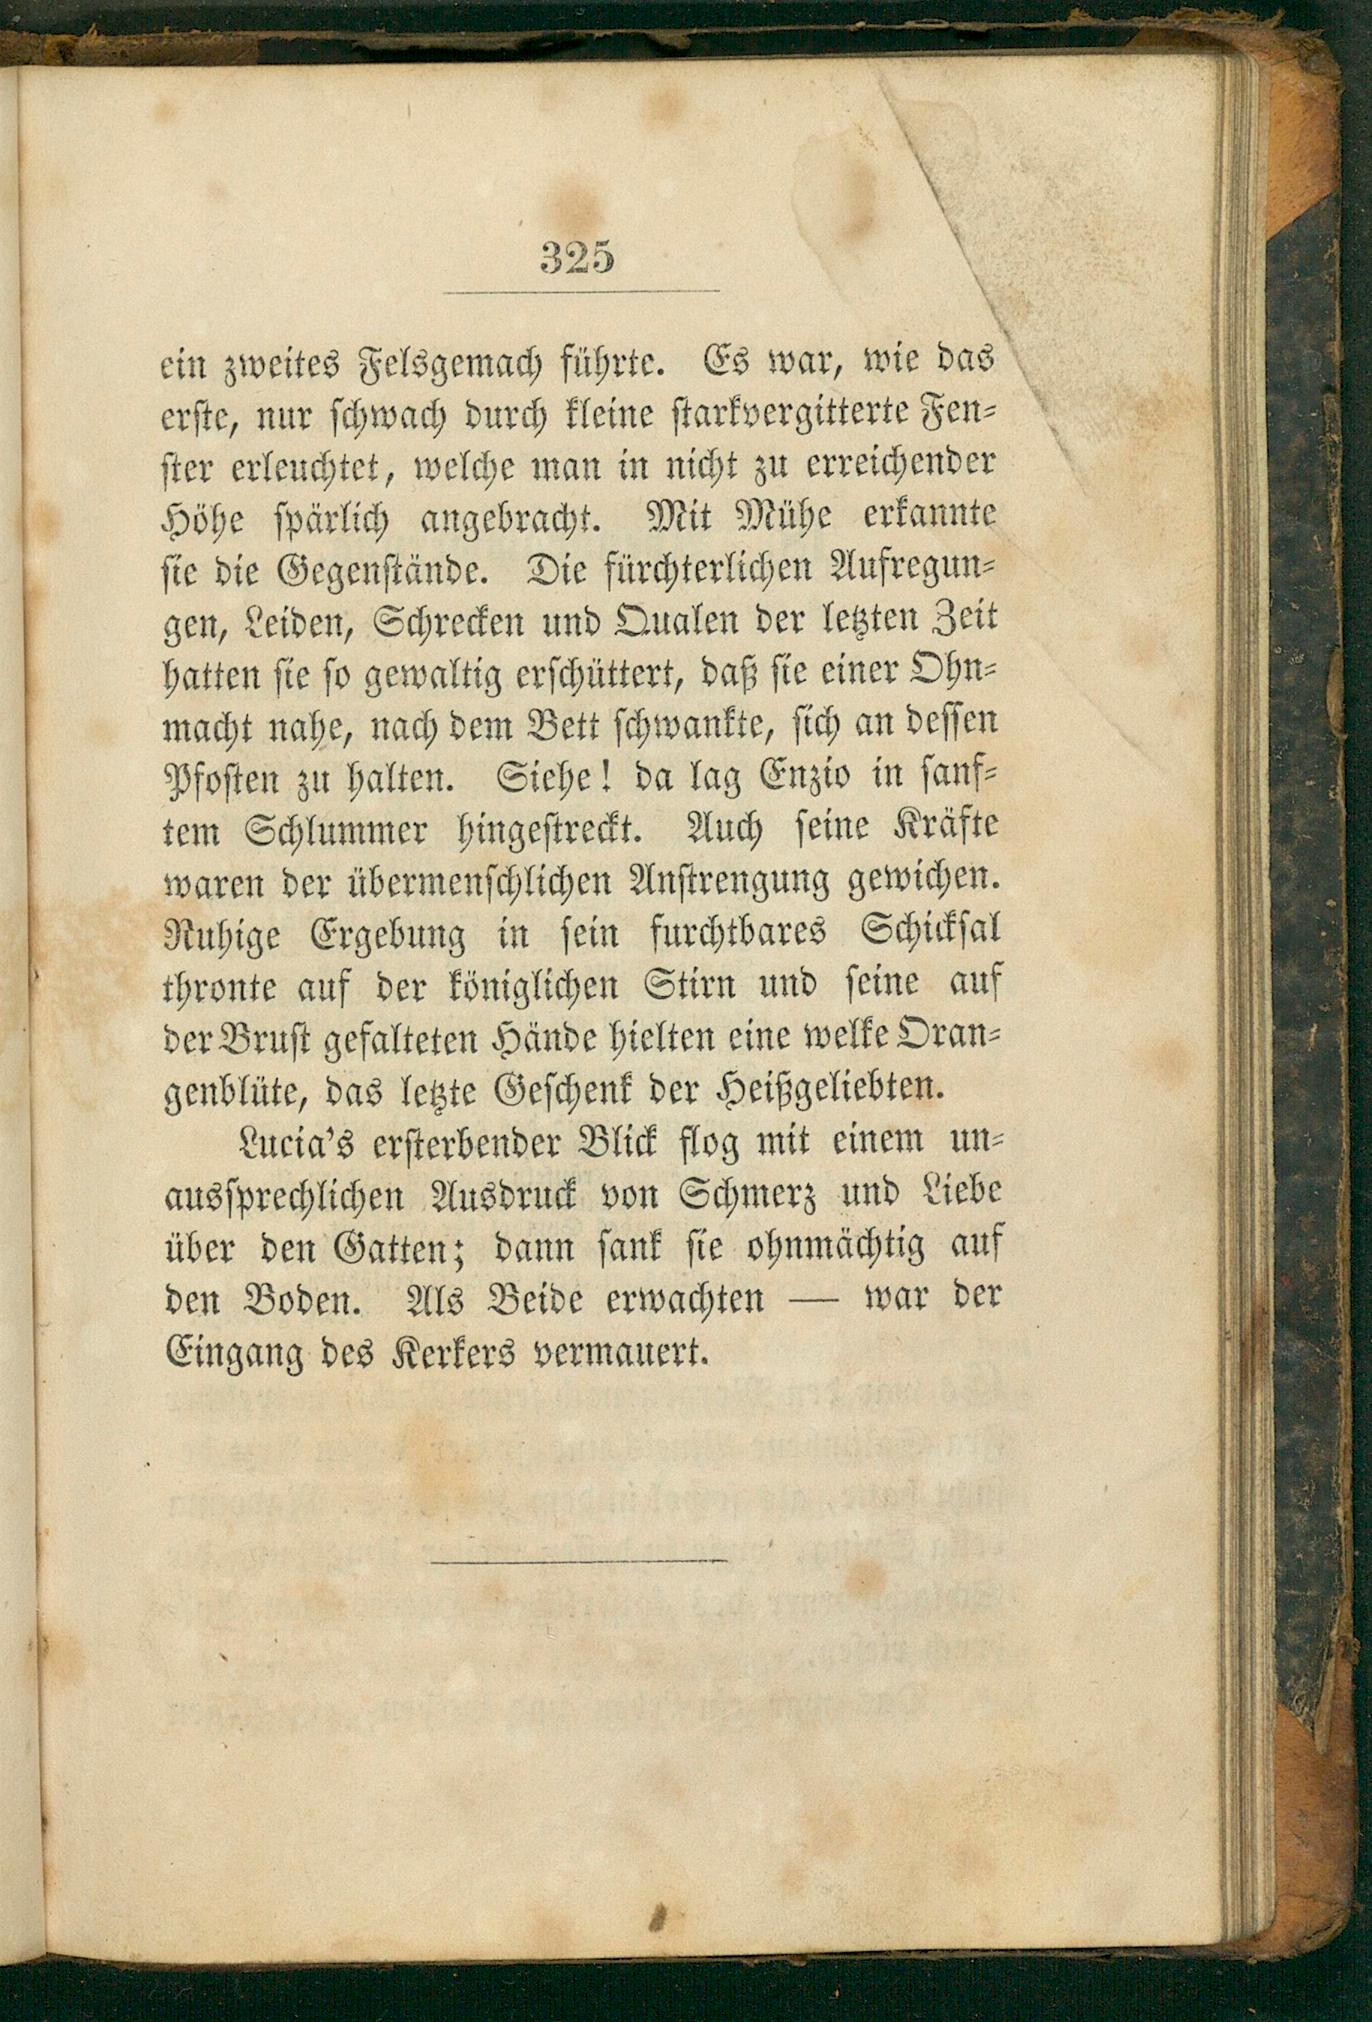 325
ein zweites Felsgemach führte. Es war, wie das
erste, nur schwach durch kleine starkvergitterte Fen-
ster erleuchtet, welche man in nicht zu erreichender
Höhe spärlich angebracht. Mit Mühe erkannte
sie die Gegenstände. Die fürchterlichen Aufregun-
gen, Leiden, Schrecken und Qualen der letzten Zeit
hatten sie so gewaltig erschüttert, daß sie einer Ohn-
macht nahe, nach dem Bett schwankte, sich an dessen
Pfosten zu halten. Siehe! da lag Enzio in sanf-
tem Schlummer hingestreckt. Auch seine Kräfte
waren der übermenschlichen Anstrengung gewichen.
Ruhige Ergebung in sein furchtbares Schicksal
thronte auf der königlichen Stirn und seine auf
der Brust gefalteten Hände hielten eine welke Oran-
genblüte, das letzte Geschenk der Heißgeliebten.
Lucia's ersterbender Blick flog mit einem un-
aussprechlichen Ausdruck von Schmerz und Liebe
über den Gatten; dann sank sie ohnmächtig auf
den Boden. Als Beide erwachten — war der
Eingang des Kerkers vermauert.